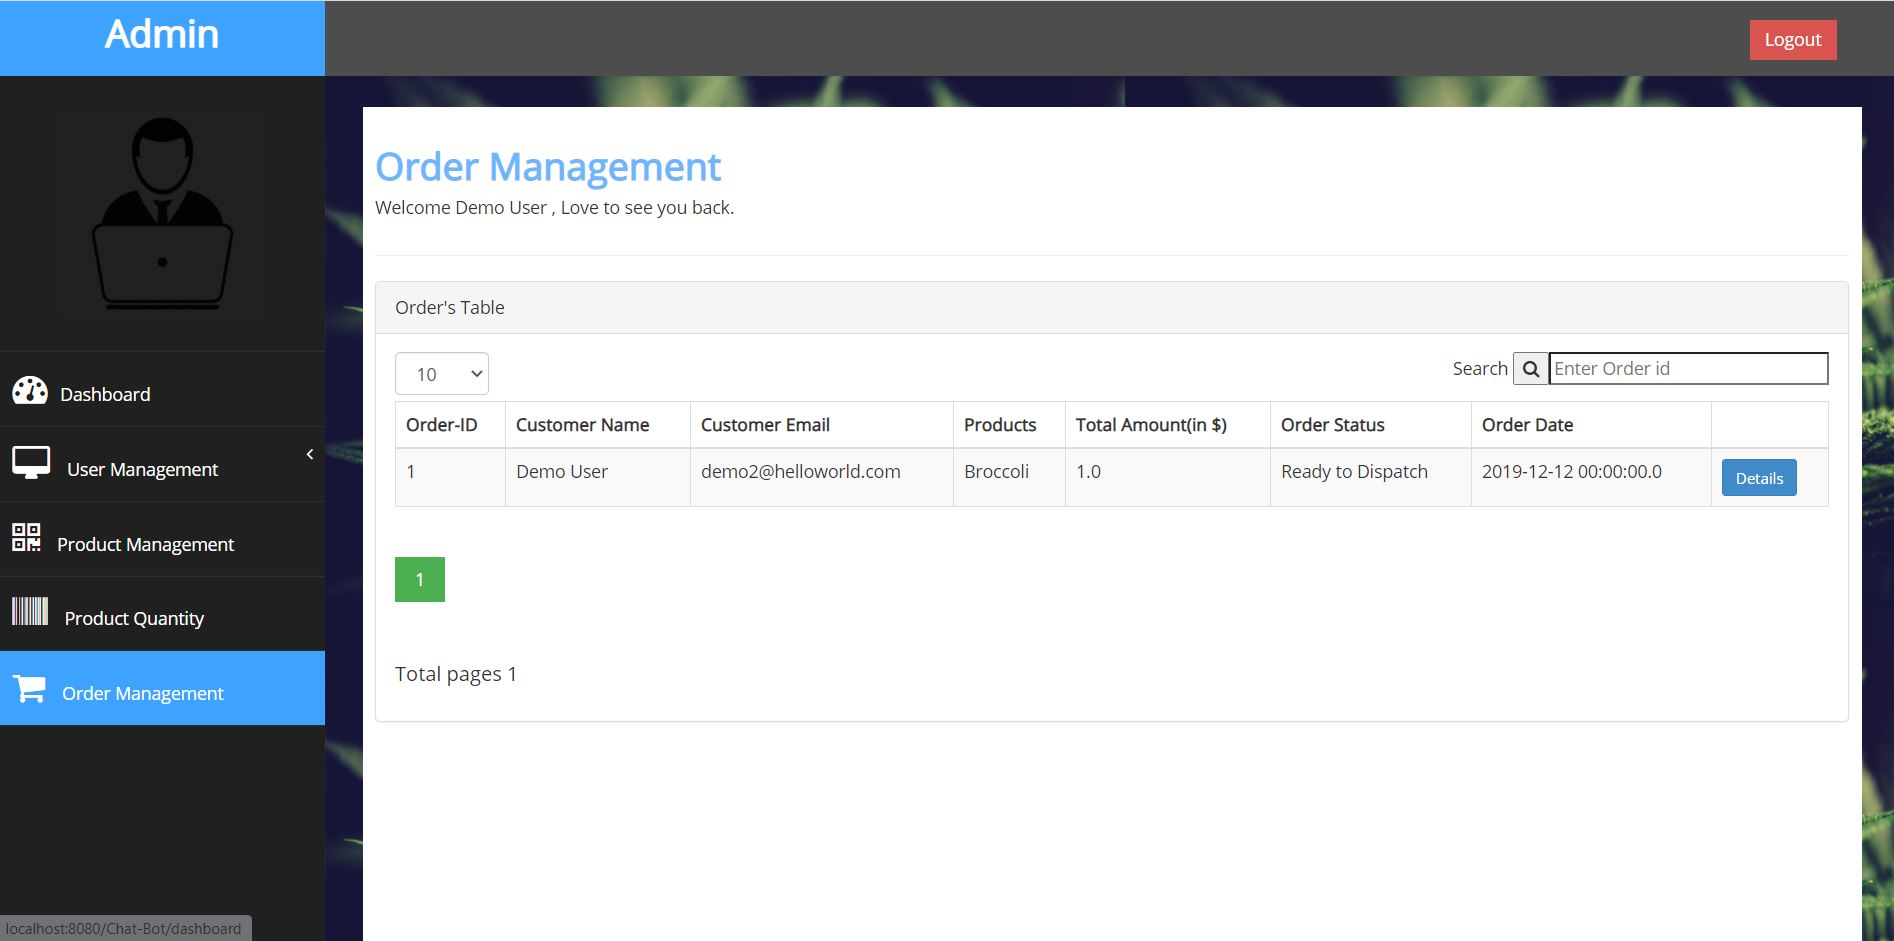 Admin
Logout
Order Management
Welcome Demo User , Love to see you back.
Order's Table
10
Search
Enter Order id
Order-ID Customer Name Customer Email Products Total Amount(in $) Order Status Order Date
1 Demo User demo2@helloworld.com Broccoli 1.0 Ready to Dispatch 2019-12-12 00:00:00.0 Details
1
Total pages 1
Dashboard
User Management
Product Management
Product Quantity
Order Management
localhost:8080/Chat-Bot/dashboard